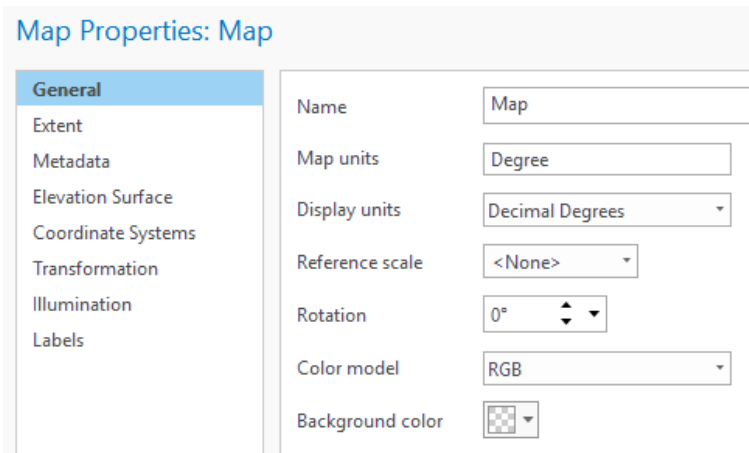 Map Properties: Map
General
Extent
Metadata
Elevation Surface
Coordinate Systems
Transformation
Illumination
Labels
Name Map
Map units Degree
Display units Decimal Degrees
Reference scale <None>
Rotation 0°
Color model RGB
Background color